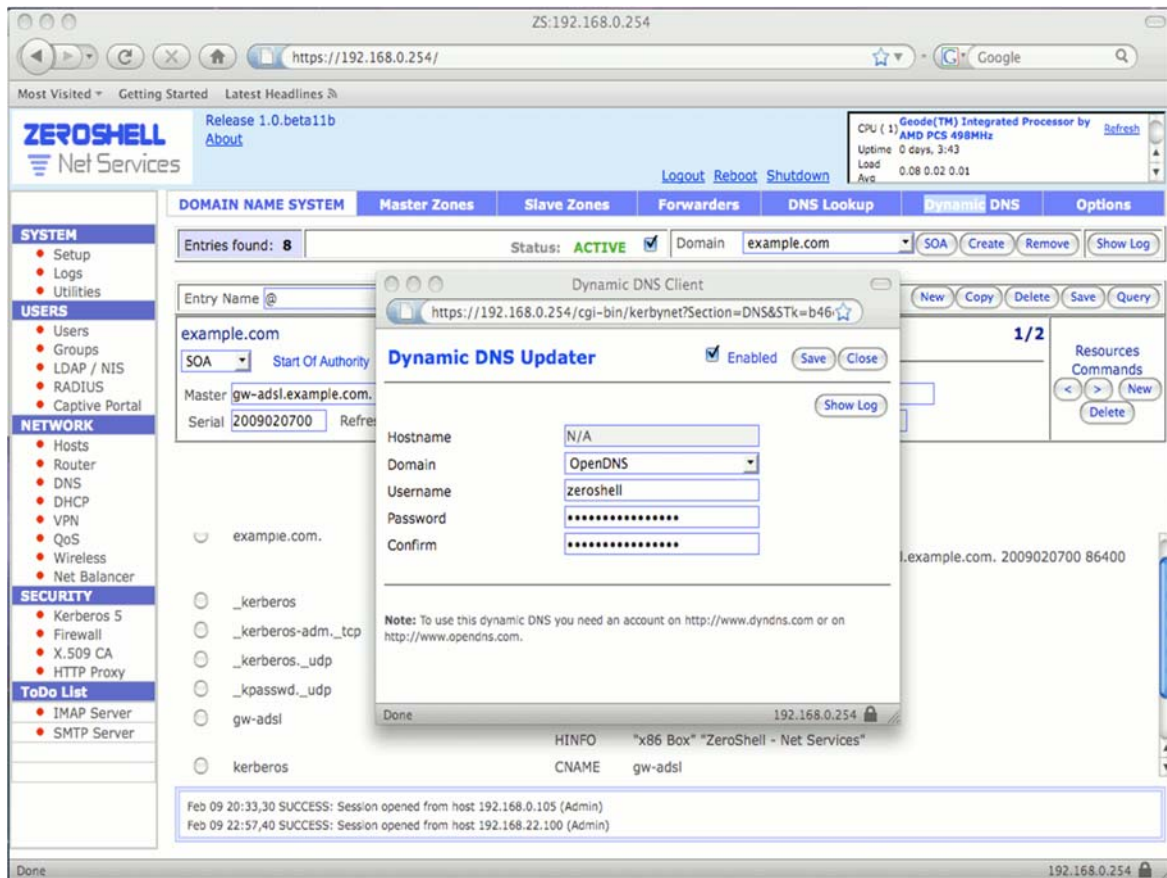 ZS:192.168.0.254
https://192.168.0.254/
Google
Most Visited Getting Started Latest Headlines
ZEROSHELL
Net Services
Release 1.0.beta11b
About
Logout Reboot Shutdown
CPU ( 1) Geode(TM) Integrated Processor by AMD PCS 498MHz
Refresh
Uptime 0 days, 3:43
Load Avg 0.08 0.02 0.01
DOMAIN NAME SYSTEM Master Zones Slave Zones Forwarders DNS Lookup Dynamic DNS Options
SYSTEM
Setup
Logs
Utilities
USERS
Users
Groups
LDAP / NIS
RADIUS
Captive Portal
NETWORK
Hosts
Router
DNS
DHCP
VPN
QoS
Wireless
Net Balancer
SECURITY
Kerberos 5
Firewall
X.509 CA
HTTP Proxy
ToDo List
IMAP Server
SMTP Server
Entries found: 8 Status: ACTIVE Domain example.com SOA Create Remove Show Log
Entry Name @ New Copy Delete Save Query
example.com 1/2
SOA Start Of Authority
Master gw-adsl.example.com.
Serial 2009020700
Resources Commands
< > New
Delete
Dynamic DNS Client
https://192.168.0.254/cgi-bin/kerbynet?Section=DNS&STk=b46
Dynamic DNS Updater Enabled Save Close
Show Log
Hostname N/A
Domain OpenDNS
Username zeroshell
Password ••••••••••••••••
Confirm ••••••••••••••••
Note: To use this dynamic DNS you need an account on http://www.dyndns.com or on
http://www.opendns.com.
Done 192.168.0.254
example.com.
l.example.com. 2009020700 86400
_kerberos
_kerberos-adm._tcp
_kerberos._udp
_kpasswd._udp
gw-adsl
HINFO "x86 Box" "ZeroShell - Net Services"
kerberos CNAME gw-adsl
Feb 09 20:33,30 SUCCESS: Session opened from host 192.168.0.105 (Admin)
Feb 09 22:57,40 SUCCESS: Session opened from host 192.168.22.100 (Admin)
Done 192.168.0.254